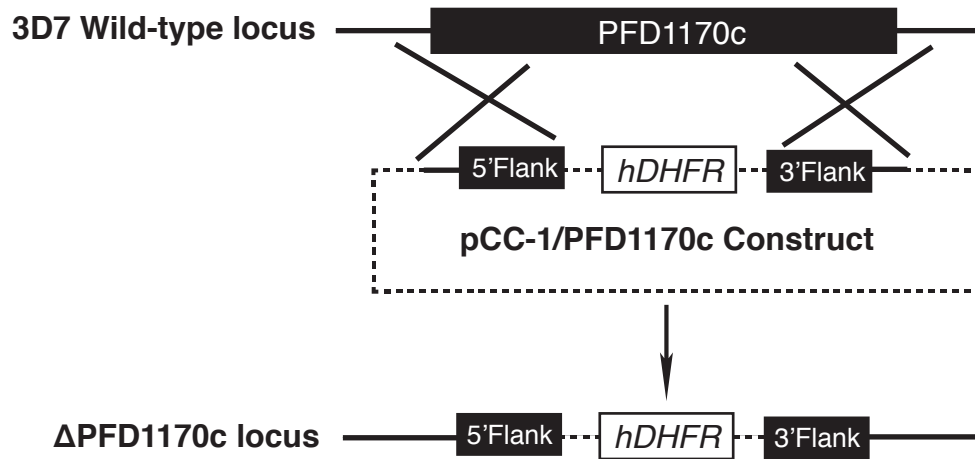 3D7 Wild-type locus
PFD1170c
5'Flank
hDHFR
3'Flank
pCC-1/PFD1170c Construct
ΔPFD1170c locus
5'Flank
hDHFR
3'Flank